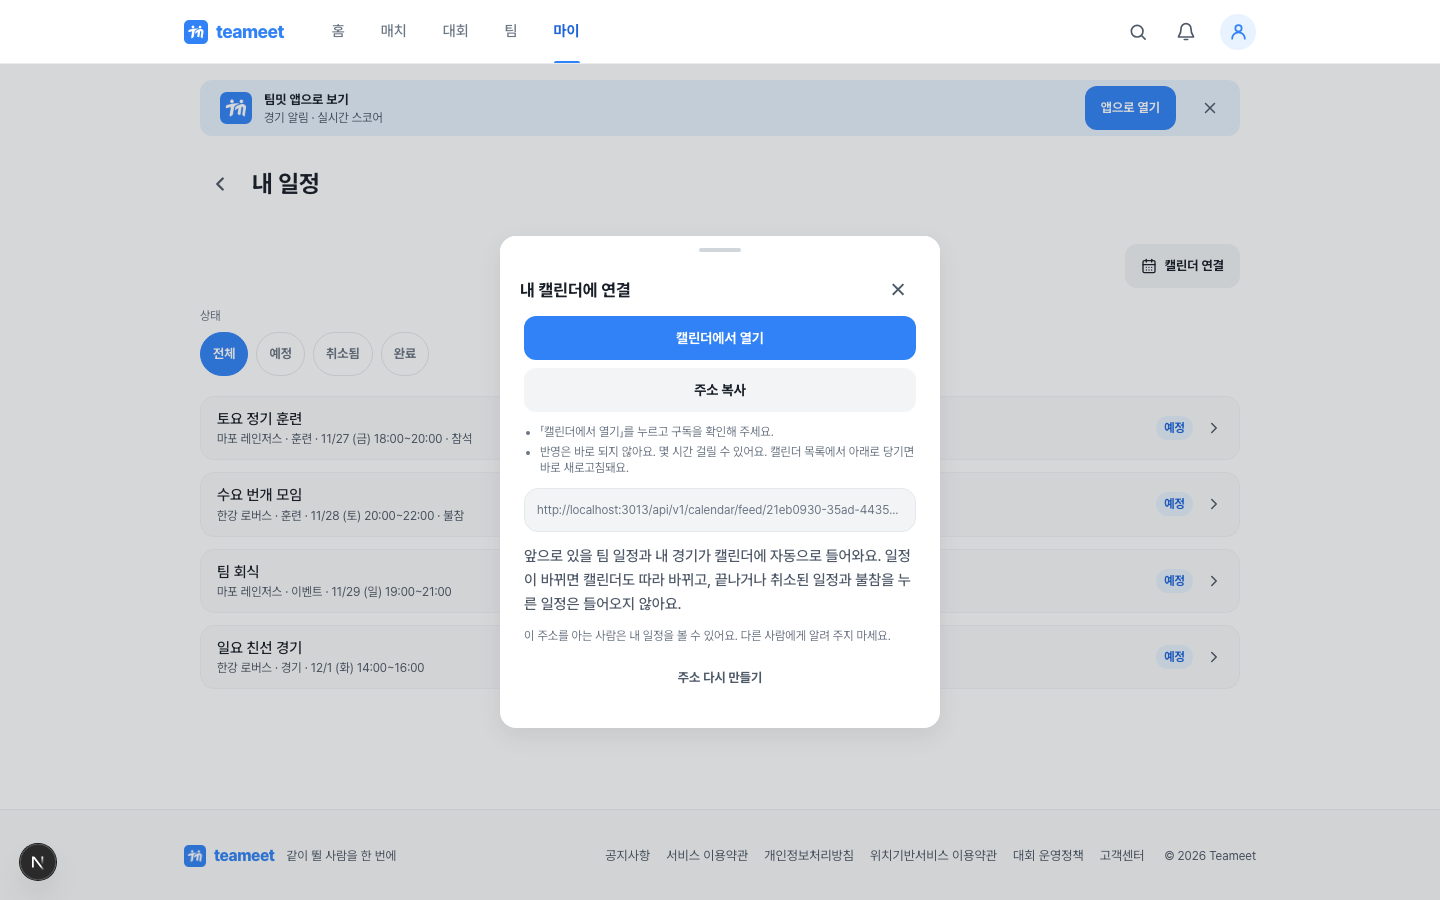 teameet
홈
매치
대회
팀
마이
팀밋 앱으로 보기
경기 알림 · 실시간 스코어
앱으로 열기
내 일정
캘린더 연결
상태
전체
예정
취소됨
완료
토요 정기 훈련
마포 레인저스 · 훈련 · 11/27 (금) 18:00~20:00 · 참석
예정
수요 번개 모임
한강 로버스 · 훈련 · 11/28 (토) 20:00~22:00 · 불참
예정
팀 회식
마포 레인저스 · 이벤트 · 11/29 (일) 19:00~21:00
예정
일요 친선 경기
한강 로버스 · 경기 · 12/1 (화) 14:00~16:00
예정
내 캘린더에 연결
캘린더에서 열기
주소 복사
• 「캘린더에서 열기」를 누르고 구독을 확인해 주세요.
• 반영은 바로 되지 않아요. 몇 시간 걸릴 수 있어요. 캘린더 목록에서 아래로 당기면
바로 새로고침돼요.
http://localhost:3013/api/v1/calendar/feed/21eb0930-35ad-4435...
앞으로 있을 팀 일정과 내 경기가 캘린더에 자동으로 들어와요. 일정
이 바뀌면 캘린더도 따라 바뀌고, 끝나거나 취소된 일정과 불참을 누
른 일정은 들어오지 않아요.
이 주소를 아는 사람은 내 일정을 볼 수 있어요. 다른 사람에게 알려 주지 마세요.
주소 다시 만들기
N
teameet
같이 뛸 사람을 한 번에
공지사항
서비스 이용약관
개인정보처리방침
위치기반서비스 이용약관
대회 운영정책
고객센터
© 2026 Teameet